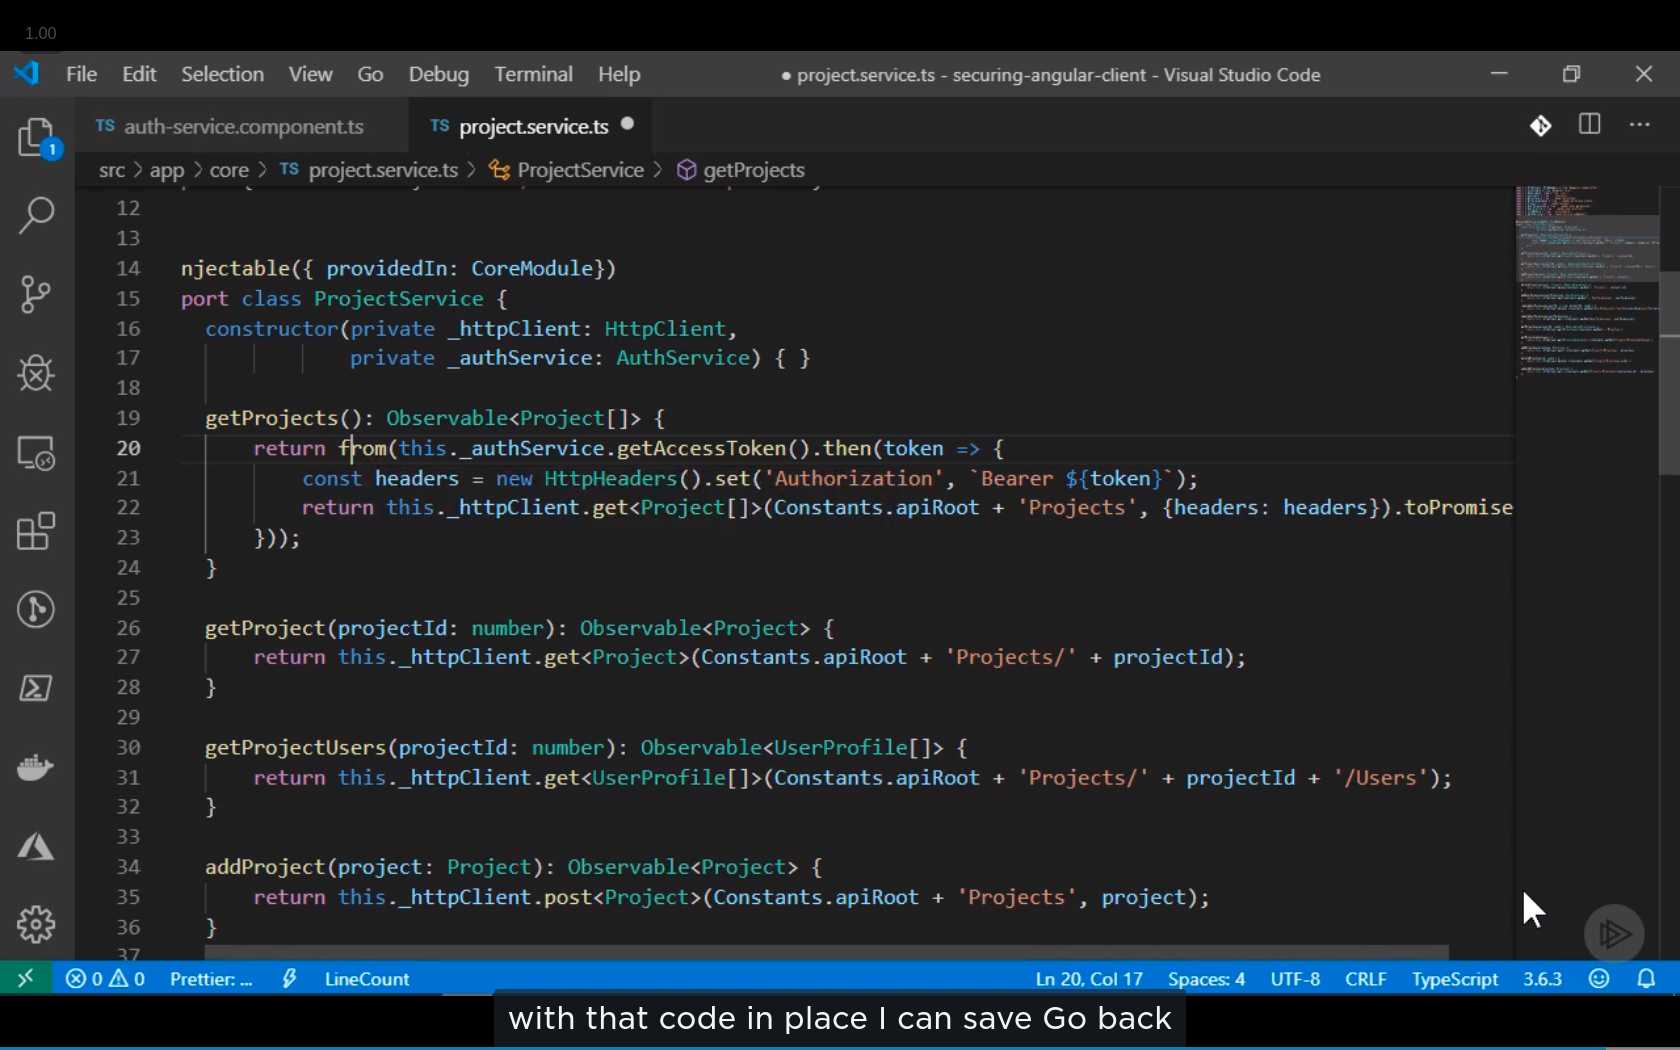 1.00
File Edit Selection View Go Debug Terminal Help ● project.service.ts - securing-angular-client - Visual Studio Code
TS auth-service.component.ts TS project.service.ts ●
1
src > app > core > TS project.service.ts > ProjectService > getProjects
12
13
14 njectable({ providedIn: CoreModule})
15 port class ProjectService {
16 constructor(private _httpClient: HttpClient,
17 private _authService: AuthService) { }
18
19 getProjects(): Observable<Project[]> {
20 return from(this._authService.getAccessToken().then(token => {
21 const headers = new HttpHeaders().set('Authorization', `Bearer ${token}`);
22 return this._httpClient.get<Project[]>(Constants.apiRoot + 'Projects', {headers: headers}).toPromise
23 }));
24 }
25
26 getProject(projectId: number): Observable<Project> {
27 return this._httpClient.get<Project>(Constants.apiRoot + 'Projects/' + projectId);
28 }
29
30 getProjectUsers(projectId: number): Observable<UserProfile[]> {
31 return this._httpClient.get<UserProfile[]>(Constants.apiRoot + 'Projects/' + projectId + '/Users');
32 }
33
34 addProject(project: Project): Observable<Project> {
35 return this._httpClient.post<Project>(Constants.apiRoot + 'Projects', project);
36 }
37
0 0 Prettier: ... LineCount Ln 20, Col 17 Spaces: 4 UTF-8 CRLF TypeScript 3.6.3
with that code in place I can save Go back